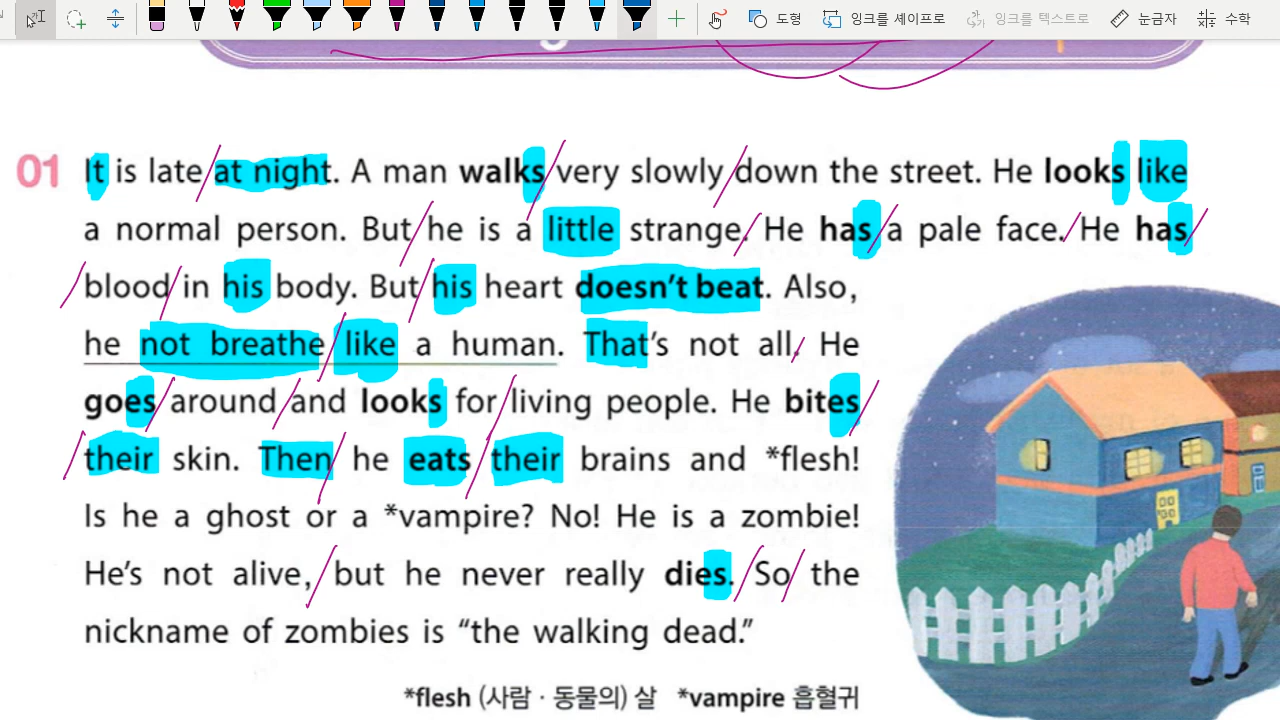 도형 잉크를 셰이프로 잉크를 텍스트로 눈금자 수학
01 It is late at night. A man walks very slowly down the street. He looks like
a normal person. But he is a little strange. He has a pale face. He has
blood in his body. But his heart doesn't beat. Also,
he not breathe like a human. That's not all. He
goes around and looks for living people. He bites
their skin. Then he eats their brains and *flesh!
Is he a ghost or a *vampire? No! He is a zombie!
He's not alive, but he never really dies. So the
nickname of zombies is “the walking dead.”
*flesh (사람 · 동물의) 살 *vampire 흡혈귀